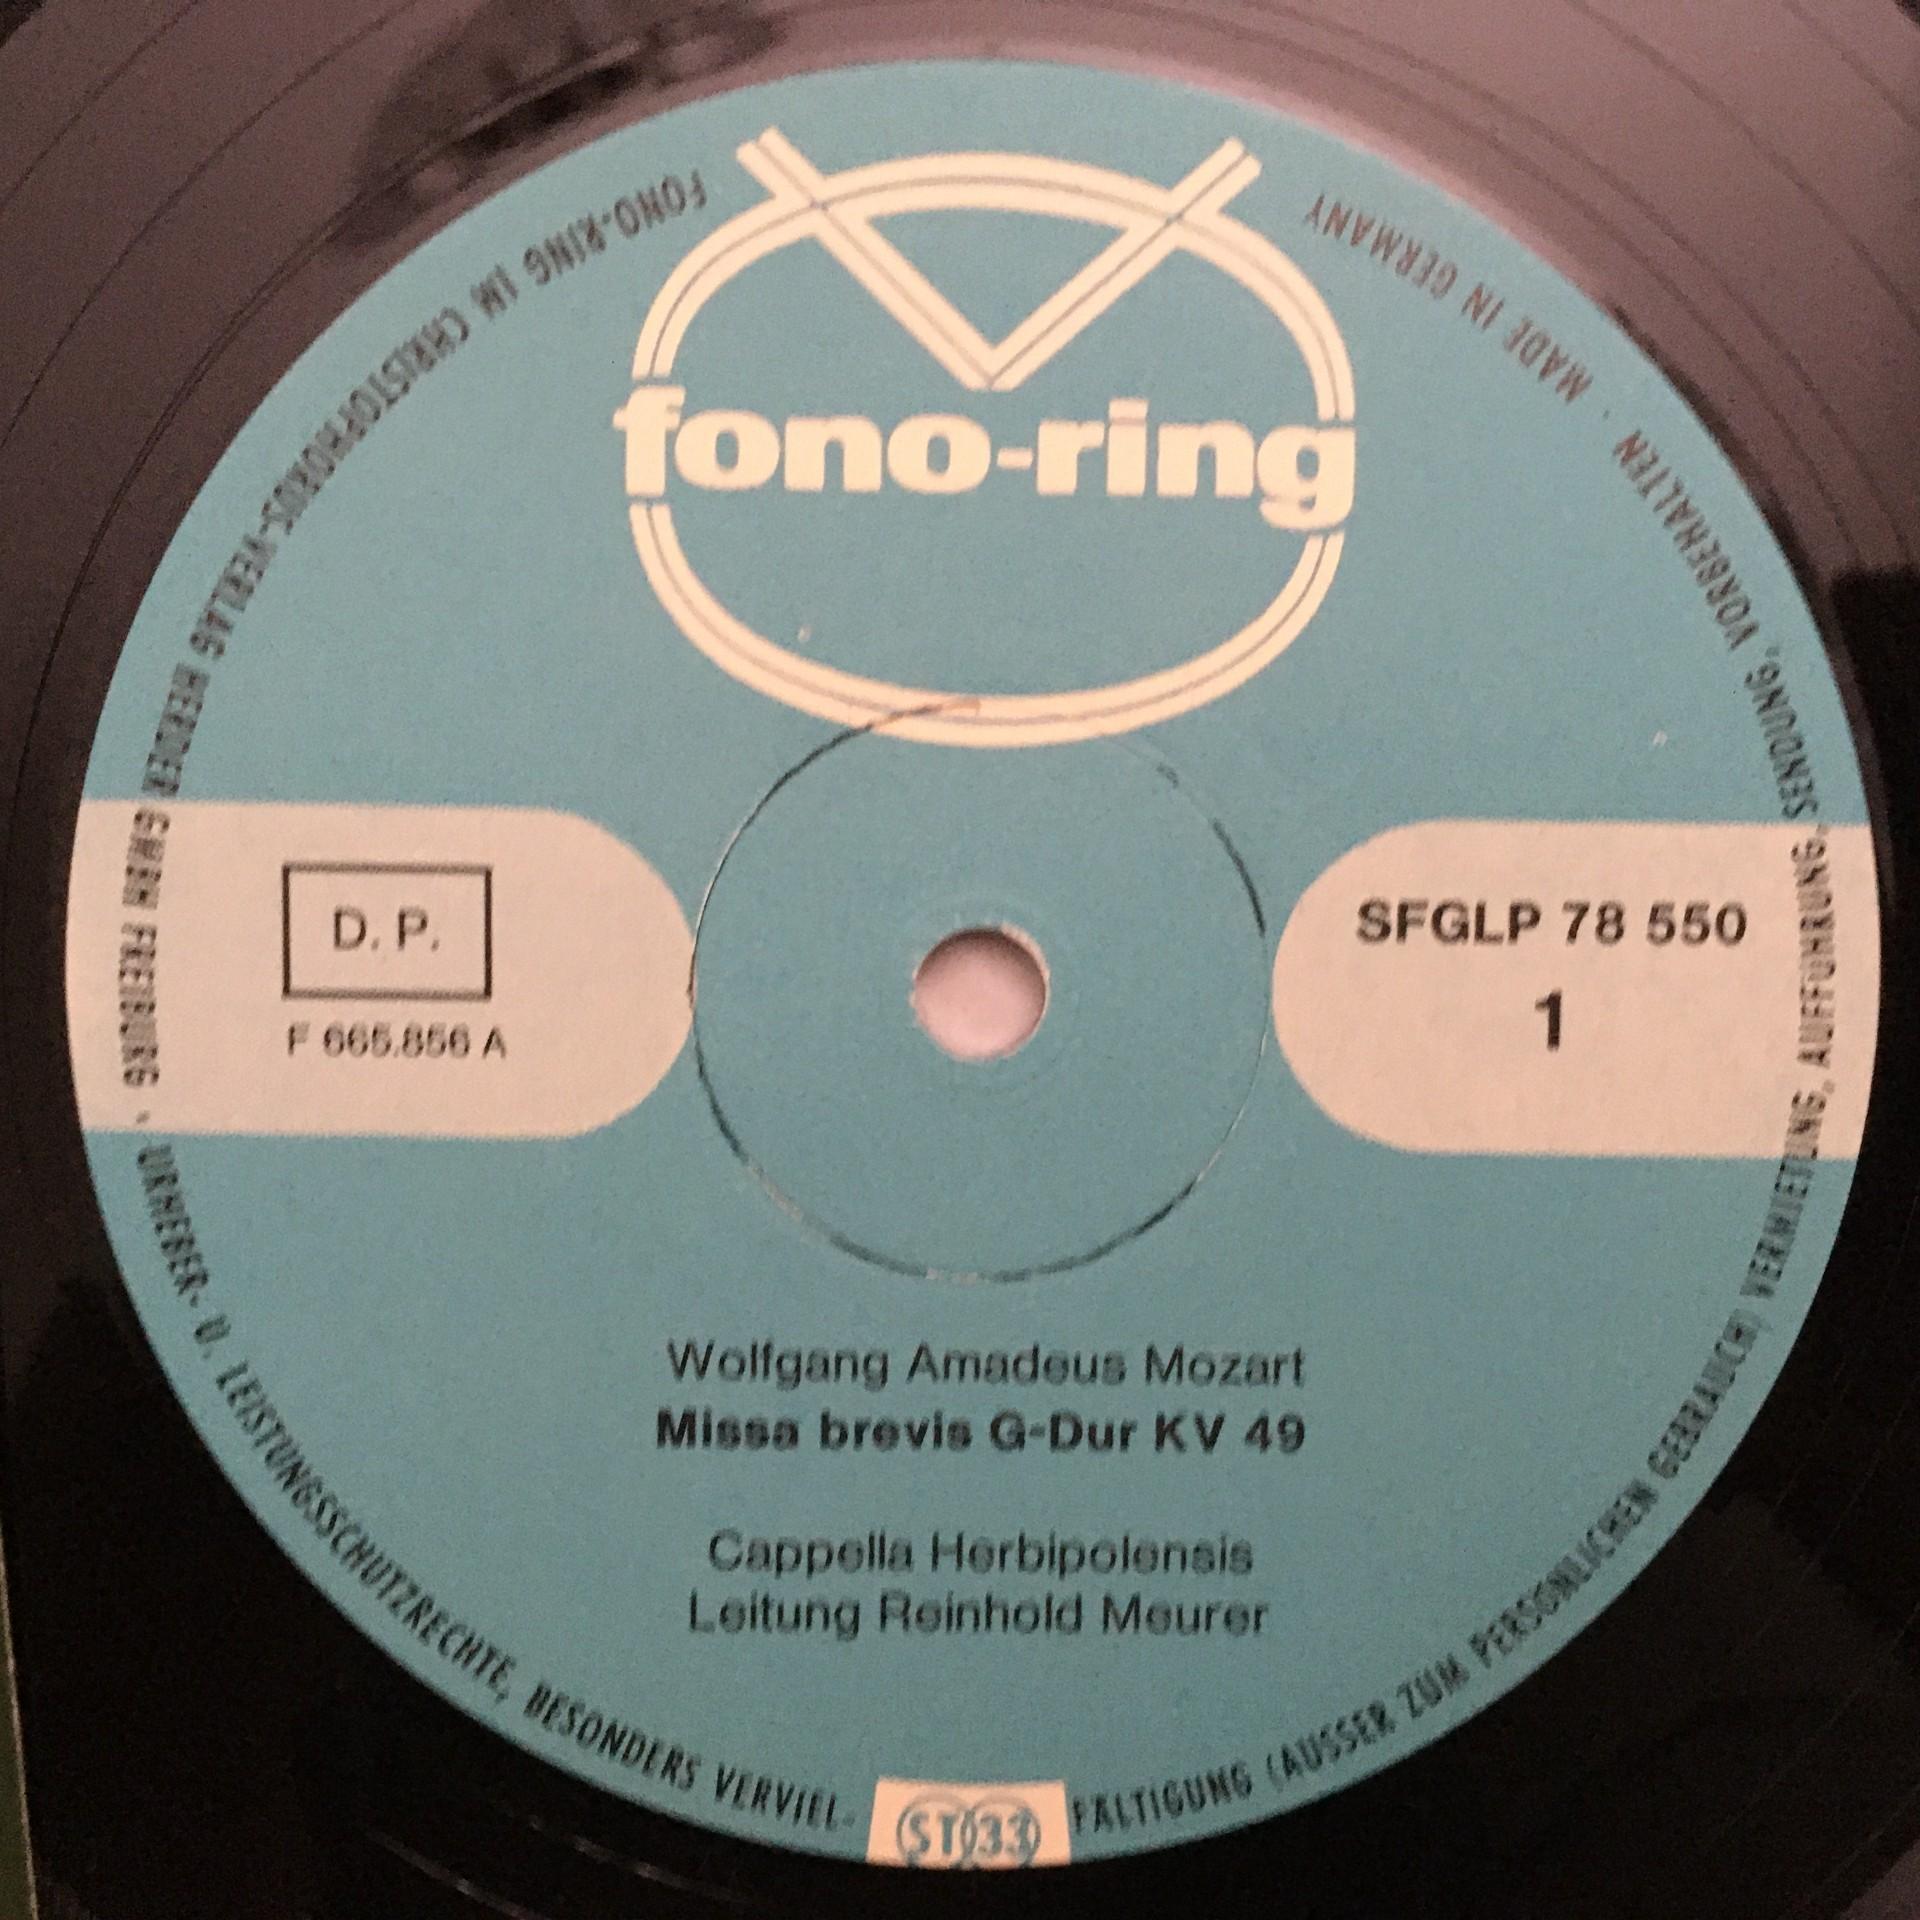 fono-ring
D. P.
F 665.856 A
SFGLP 78 550
1
Wolfgang Amadeus Mozart
Missa brevis G-Dur KV 49
Cappella Herbipolensis
Leitung Reinhold Meurer
ST 33
FONO-RING IM CHRISTOPHORUS-VERLAG HERDER GMBH FREIBURG · URHEBER- U. LEISTUNGSSCHUTZRECHTE, BESONDERS VERVIEL-FÄLTIGUNG (AUSSER ZUM PERSÖNLICHEN GEBRAUCH) VERMIETUNG, AUFFÜHRUNG, SENDUNG, VORBEHALTEN · MADE IN GERMANY